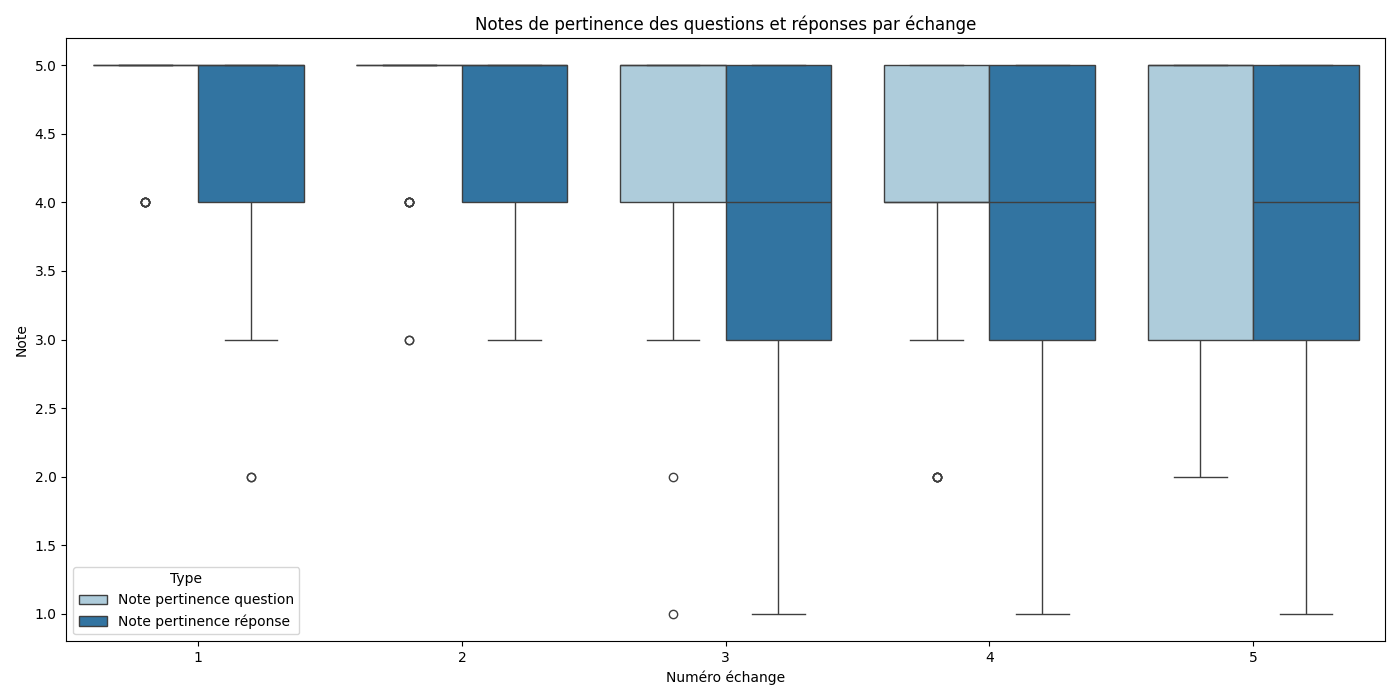 Notes de pertinence des questions et réponses par échange
Note
5.0
4.5
4.0
3.5
3.0
2.5
2.0
1.5
1.0
Type
Note pertinence question
Note pertinence réponse
1
2
3
4
5
Numéro échange